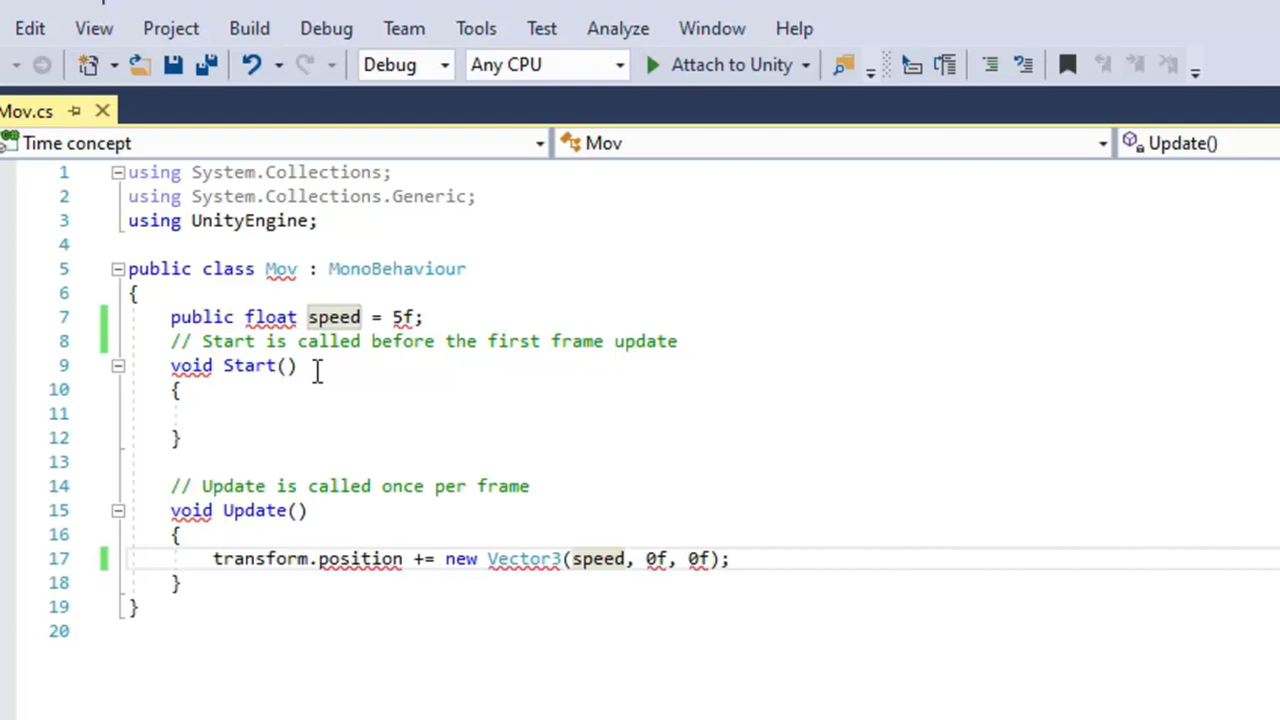 Edit View Project Build Debug Team Tools Test Analyze Window Help
Debug Any CPU Attach to Unity
Mov.cs
Time concept Mov Update()
1 using System.Collections;
2 using System.Collections.Generic;
3 using UnityEngine;
4
5 public class Mov : MonoBehaviour
6 {
7 public float speed = 5f;
8 // Start is called before the first frame update
9 void Start()
10 {
11
12 }
13
14 // Update is called once per frame
15 void Update()
16 {
17 transform.position += new Vector3(speed, 0f, 0f);
18 }
19 }
20